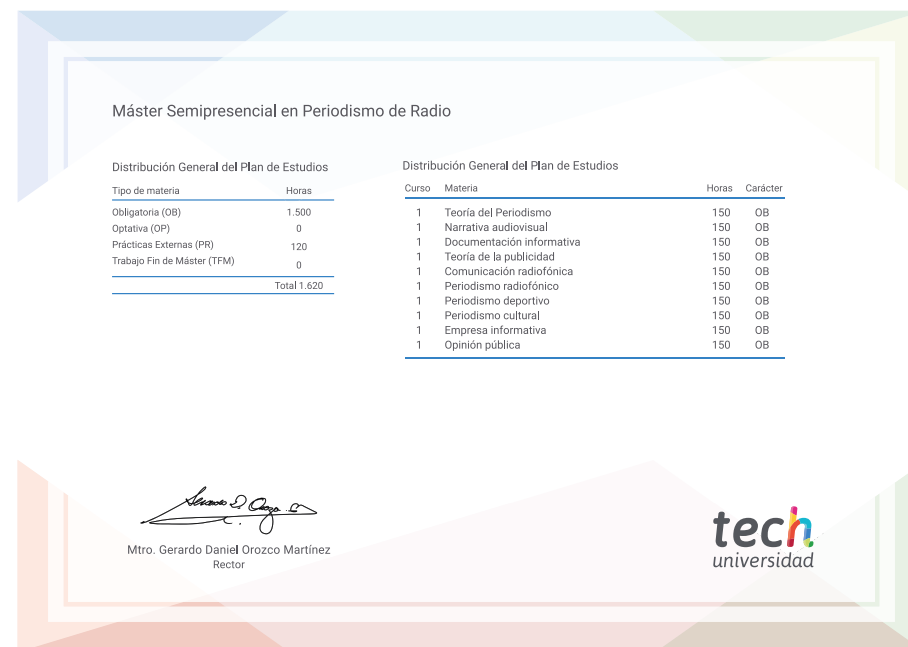 Máster Semipresencial en Periodismo de Radio
Distribución General del Plan de Estudios
Tipo de materia Horas
Obligatoria (OB) 1.500
Optativa (OP) 0
Prácticas Externas (PR) 120
Trabajo Fin de Máster (TFM) 0
Total 1.620
Distribución General del Plan de Estudios
Curso Materia Horas Carácter
1 Teoría del Periodismo 150 OB
1 Narrativa audiovisual 150 OB
1 Documentación informativa 150 OB
1 Teoría de la publicidad 150 OB
1 Comunicación radiofónica 150 OB
1 Periodismo radiofónico 150 OB
1 Periodismo deportivo 150 OB
1 Periodismo cultural 150 OB
1 Empresa informativa 150 OB
1 Opinión pública 150 OB
Mtro. Gerardo Daniel Orozco Martínez
Rector
tech
universidad